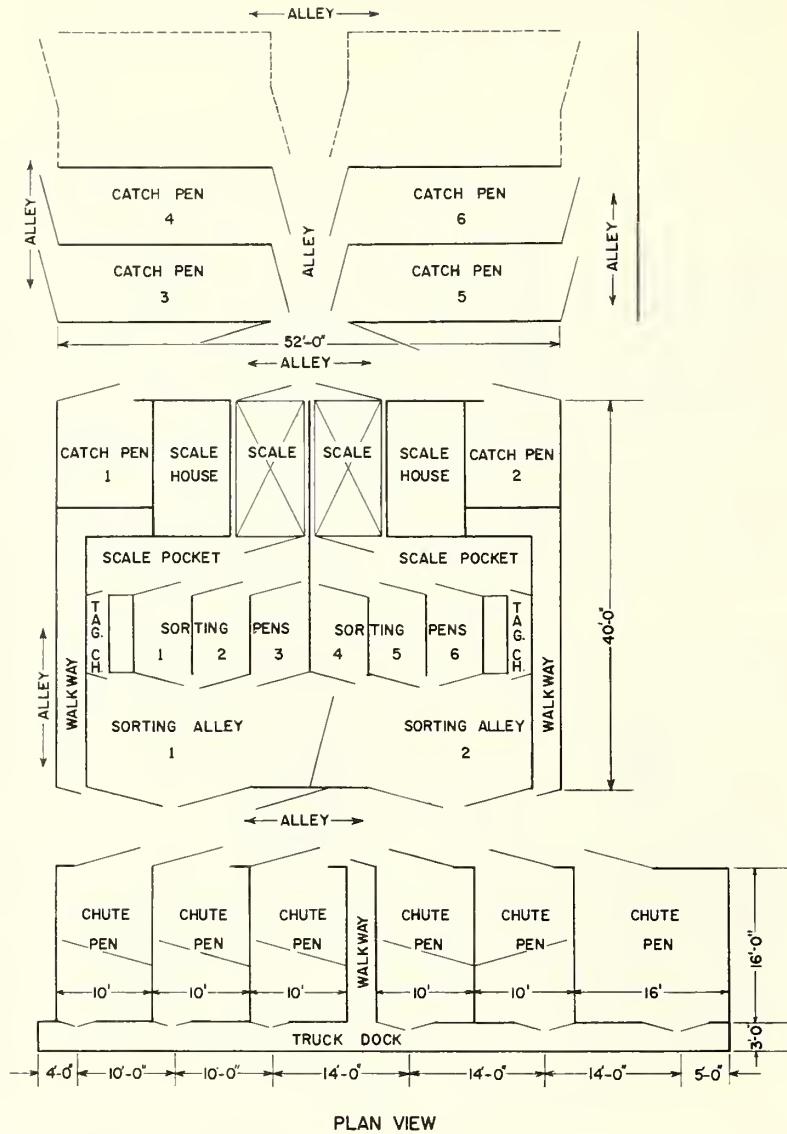 ALLEY
CATCH PEN
4
CATCH PEN
6
ALLEY
ALLEY
ALLEY
CATCH PEN
3
CATCH PEN
5
52'-0"
ALLEY
CATCH PEN
1
SCALE
HOUSE
SCALE
SCALE
SCALE
HOUSE
CATCH PEN
2
SCALE POCKET
SCALE POCKET
40'-0"
TAG. CH.
SORTING PENS
1 2 3
SORTING PENS
4 5 6
TAG. CH.
ALLEY
WALKWAY
WALKWAY
SORTING ALLEY
1
SORTING ALLEY
2
ALLEY
CHUTE
PEN
CHUTE
PEN
CHUTE
PEN
WALKWAY
CHUTE
PEN
CHUTE
PEN
CHUTE
PEN
16'-0"
10' 10' 10' 10' 10' 16'
TRUCK DOCK
3'-0"
4'-0" 10'-0" 10'-0" 14'-0" 14'-0" 14'-0" 5'-0"
PLAN VIEW